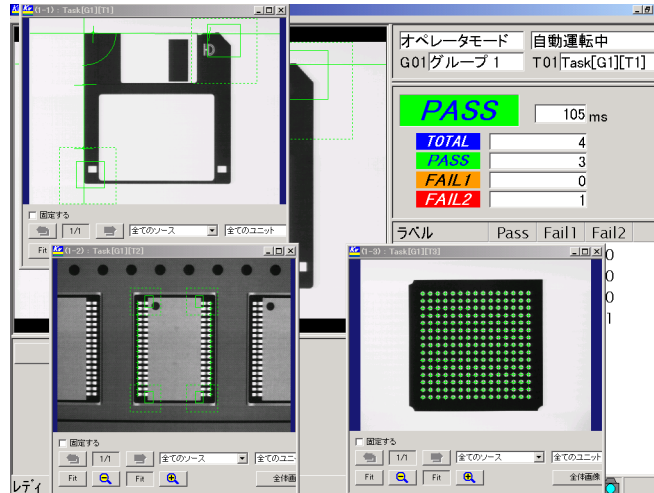 (1-1) : Task[G1][T1]
オペレータモード 自動運転中
G01 グループ 1 T01 Task[G1][T1]
PASS 105 ms
TOTAL 4
PASS 3
FAIL1 0
FAIL2 1
ラベル Pass Fail1 Fail2
0
0
0
1
HD
固定する
1/1 全てのソース 全てのユニット
Fit
(1-2) : Task[G1][T2]
固定する
1/1 全てのソース 全てのユニ
Fit Fit 全体画
(1-3) : Task[G1][T3]
固定する
1/1 全てのソース 全てのユニット
Fit Fit 全体画像
レディ